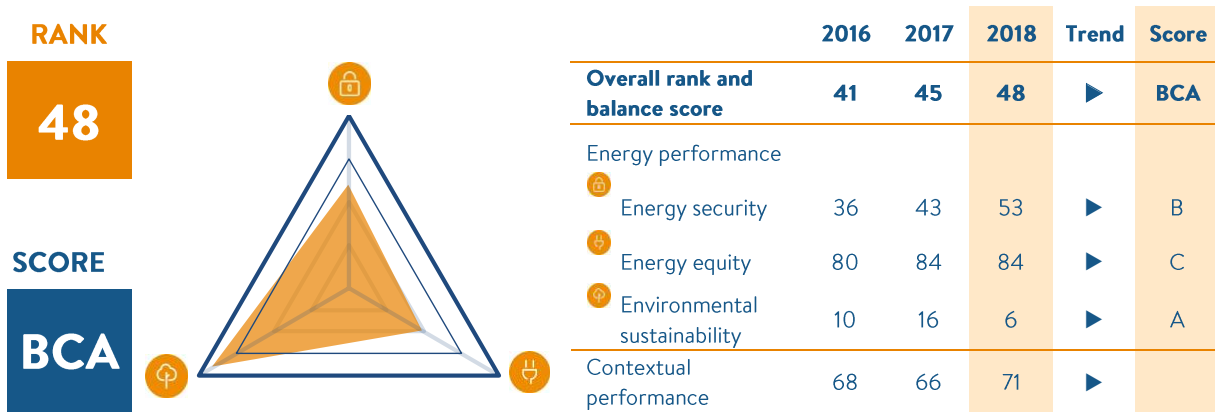 RANK
48
SCORE
BCA
2016 2017 2018 Trend Score
Overall rank and
balance score 41 45 48 BCA
Energy performance
Energy security 36 43 53 B
Energy equity 80 84 84 C
Environmental
sustainability 10 16 6 A
Contextual
performance 68 66 71